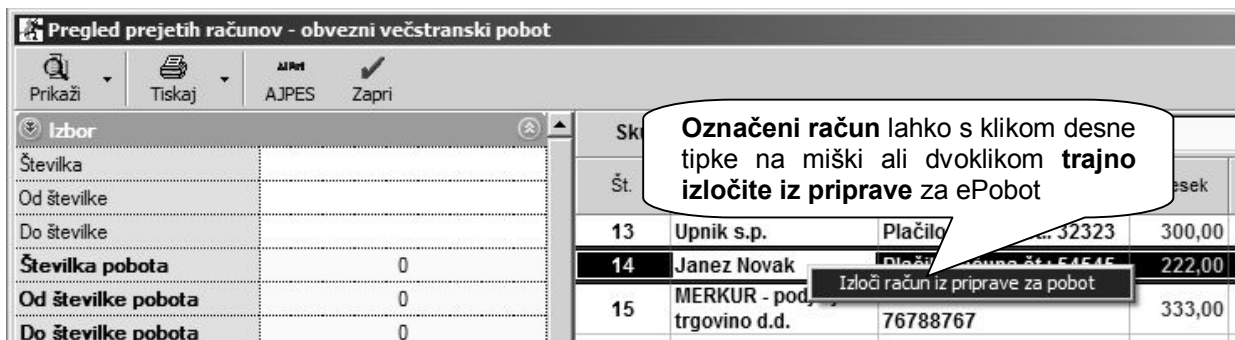 Pregled prejetih računov - obvezni večstranski pobot
Prikaži Tiskaj AJPES Zapri
Izbor
Številka
Od številke
Do številke
Številka pobota 0
Od številke pobota 0
Do številke pobota 0
Označeni račun lahko s klikom desne
tipke na miški ali dvoklikom trajno
izločite iz priprave za ePobot
Št.
13 Upnik s.p. Plačilo 32323 300,00
14 Janez Novak 222,00
Izloči račun iz priprave za pobot
15 MERKUR - 333,00
trgovino d.d. 76788767